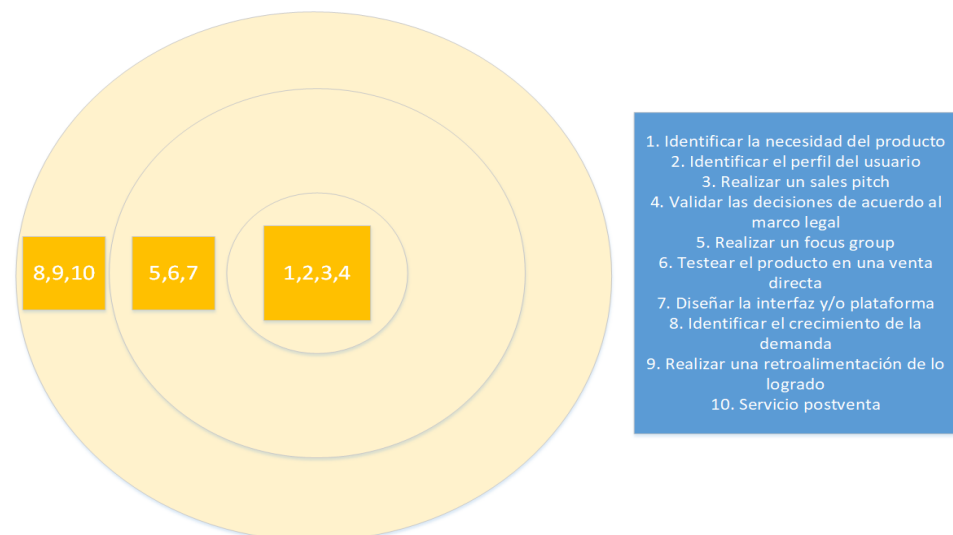 8,9,10
5,6,7
1,2,3,4
1. Identificar la necesidad del producto
2. Identificar el perfil del usuario
3. Realizar un sales pitch
4. Validar las decisiones de acuerdo al
marco legal
5. Realizar un focus group
6. Testear el producto en una venta
directa
7. Diseñar la interfaz y/o plataforma
8. Identificar el crecimiento de la
demanda
9. Realizar una retroalimentación de lo
logrado
10. Servicio postventa